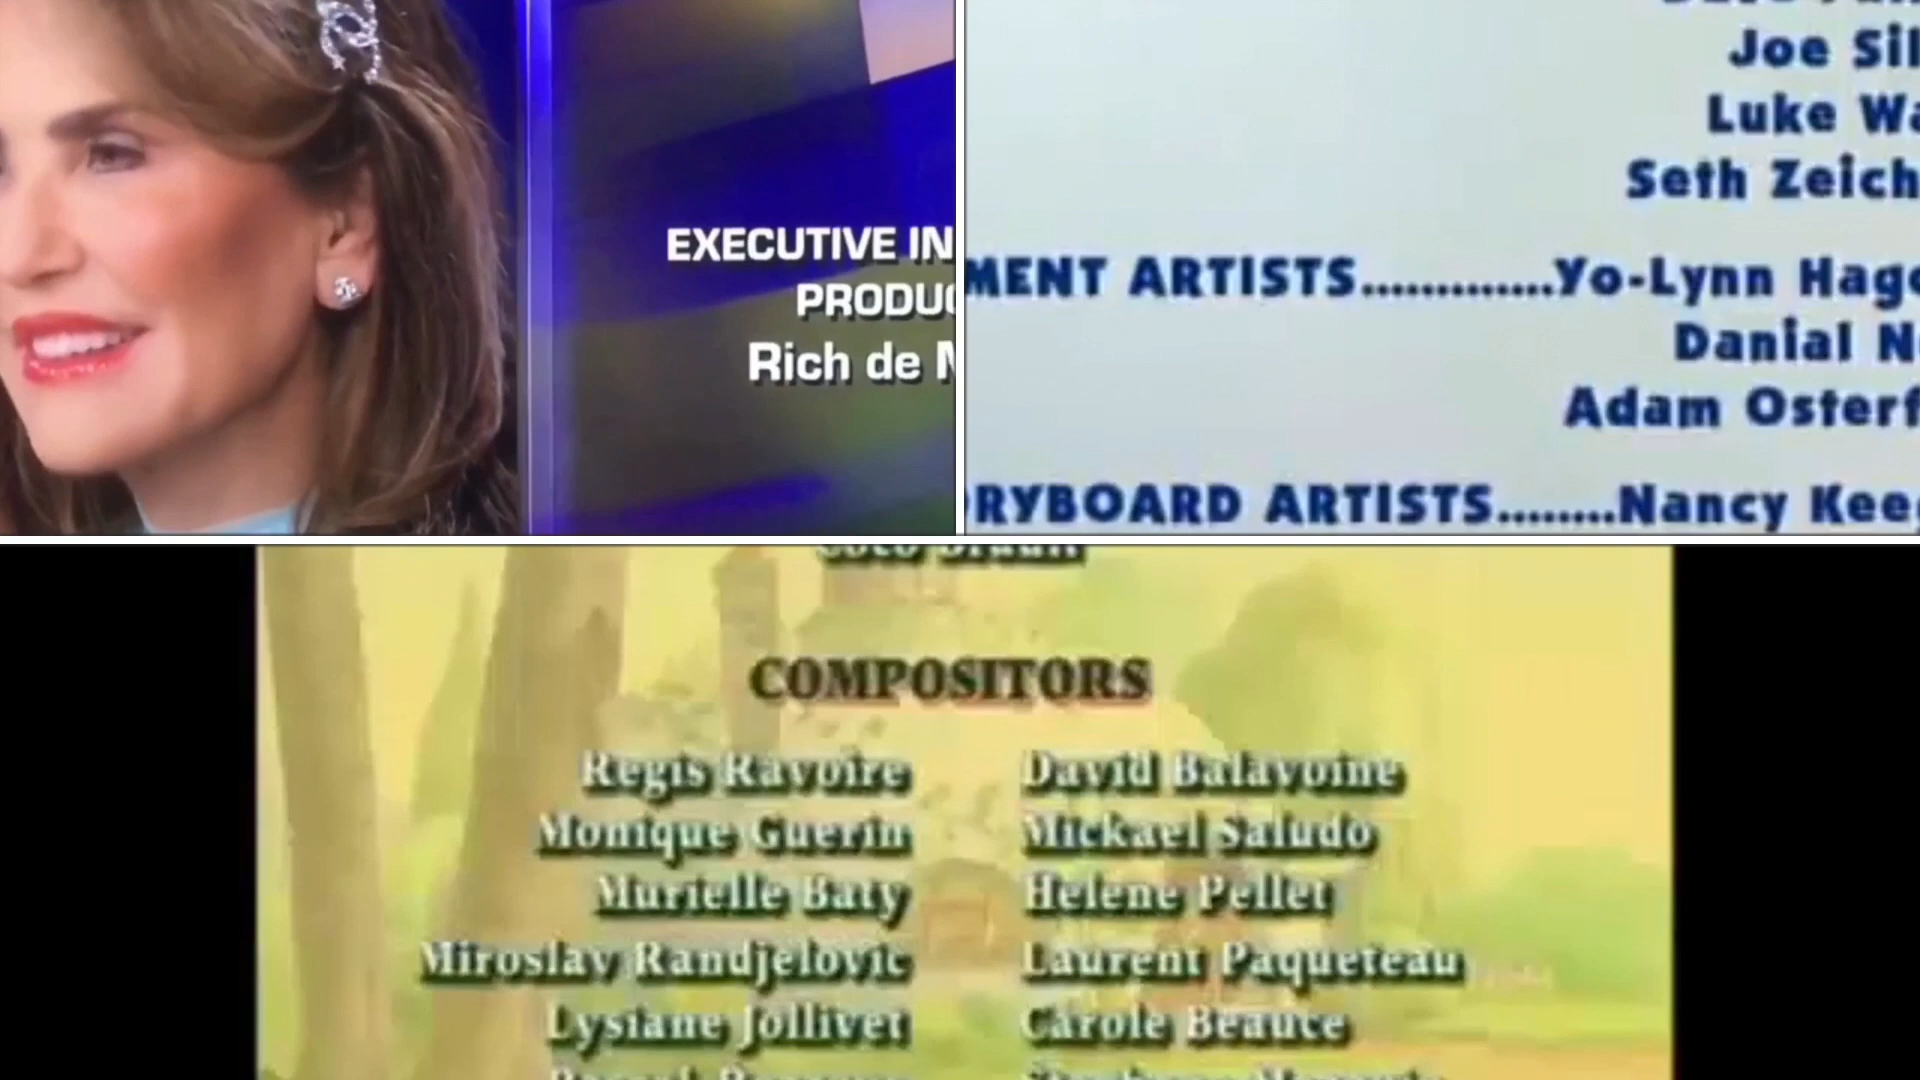 EXECUTIVE IN
PRODUC
Rich de M
Joe Sil
Luke Wa
Seth Zeich
MENT ARTISTS.............Yo-Lynn Hage
Danial N
Adam Osterf
ORYBOARD ARTISTS........Nancy Kee
COMPOSITORS
Regis Ravoire David Balavoine
Monique Guerin Mickael Saludo
Murielle Baty Helene Pellet
Miroslav Randjelovic Laurent Paqueteau
Lysiane Jollivet Carole Beauce